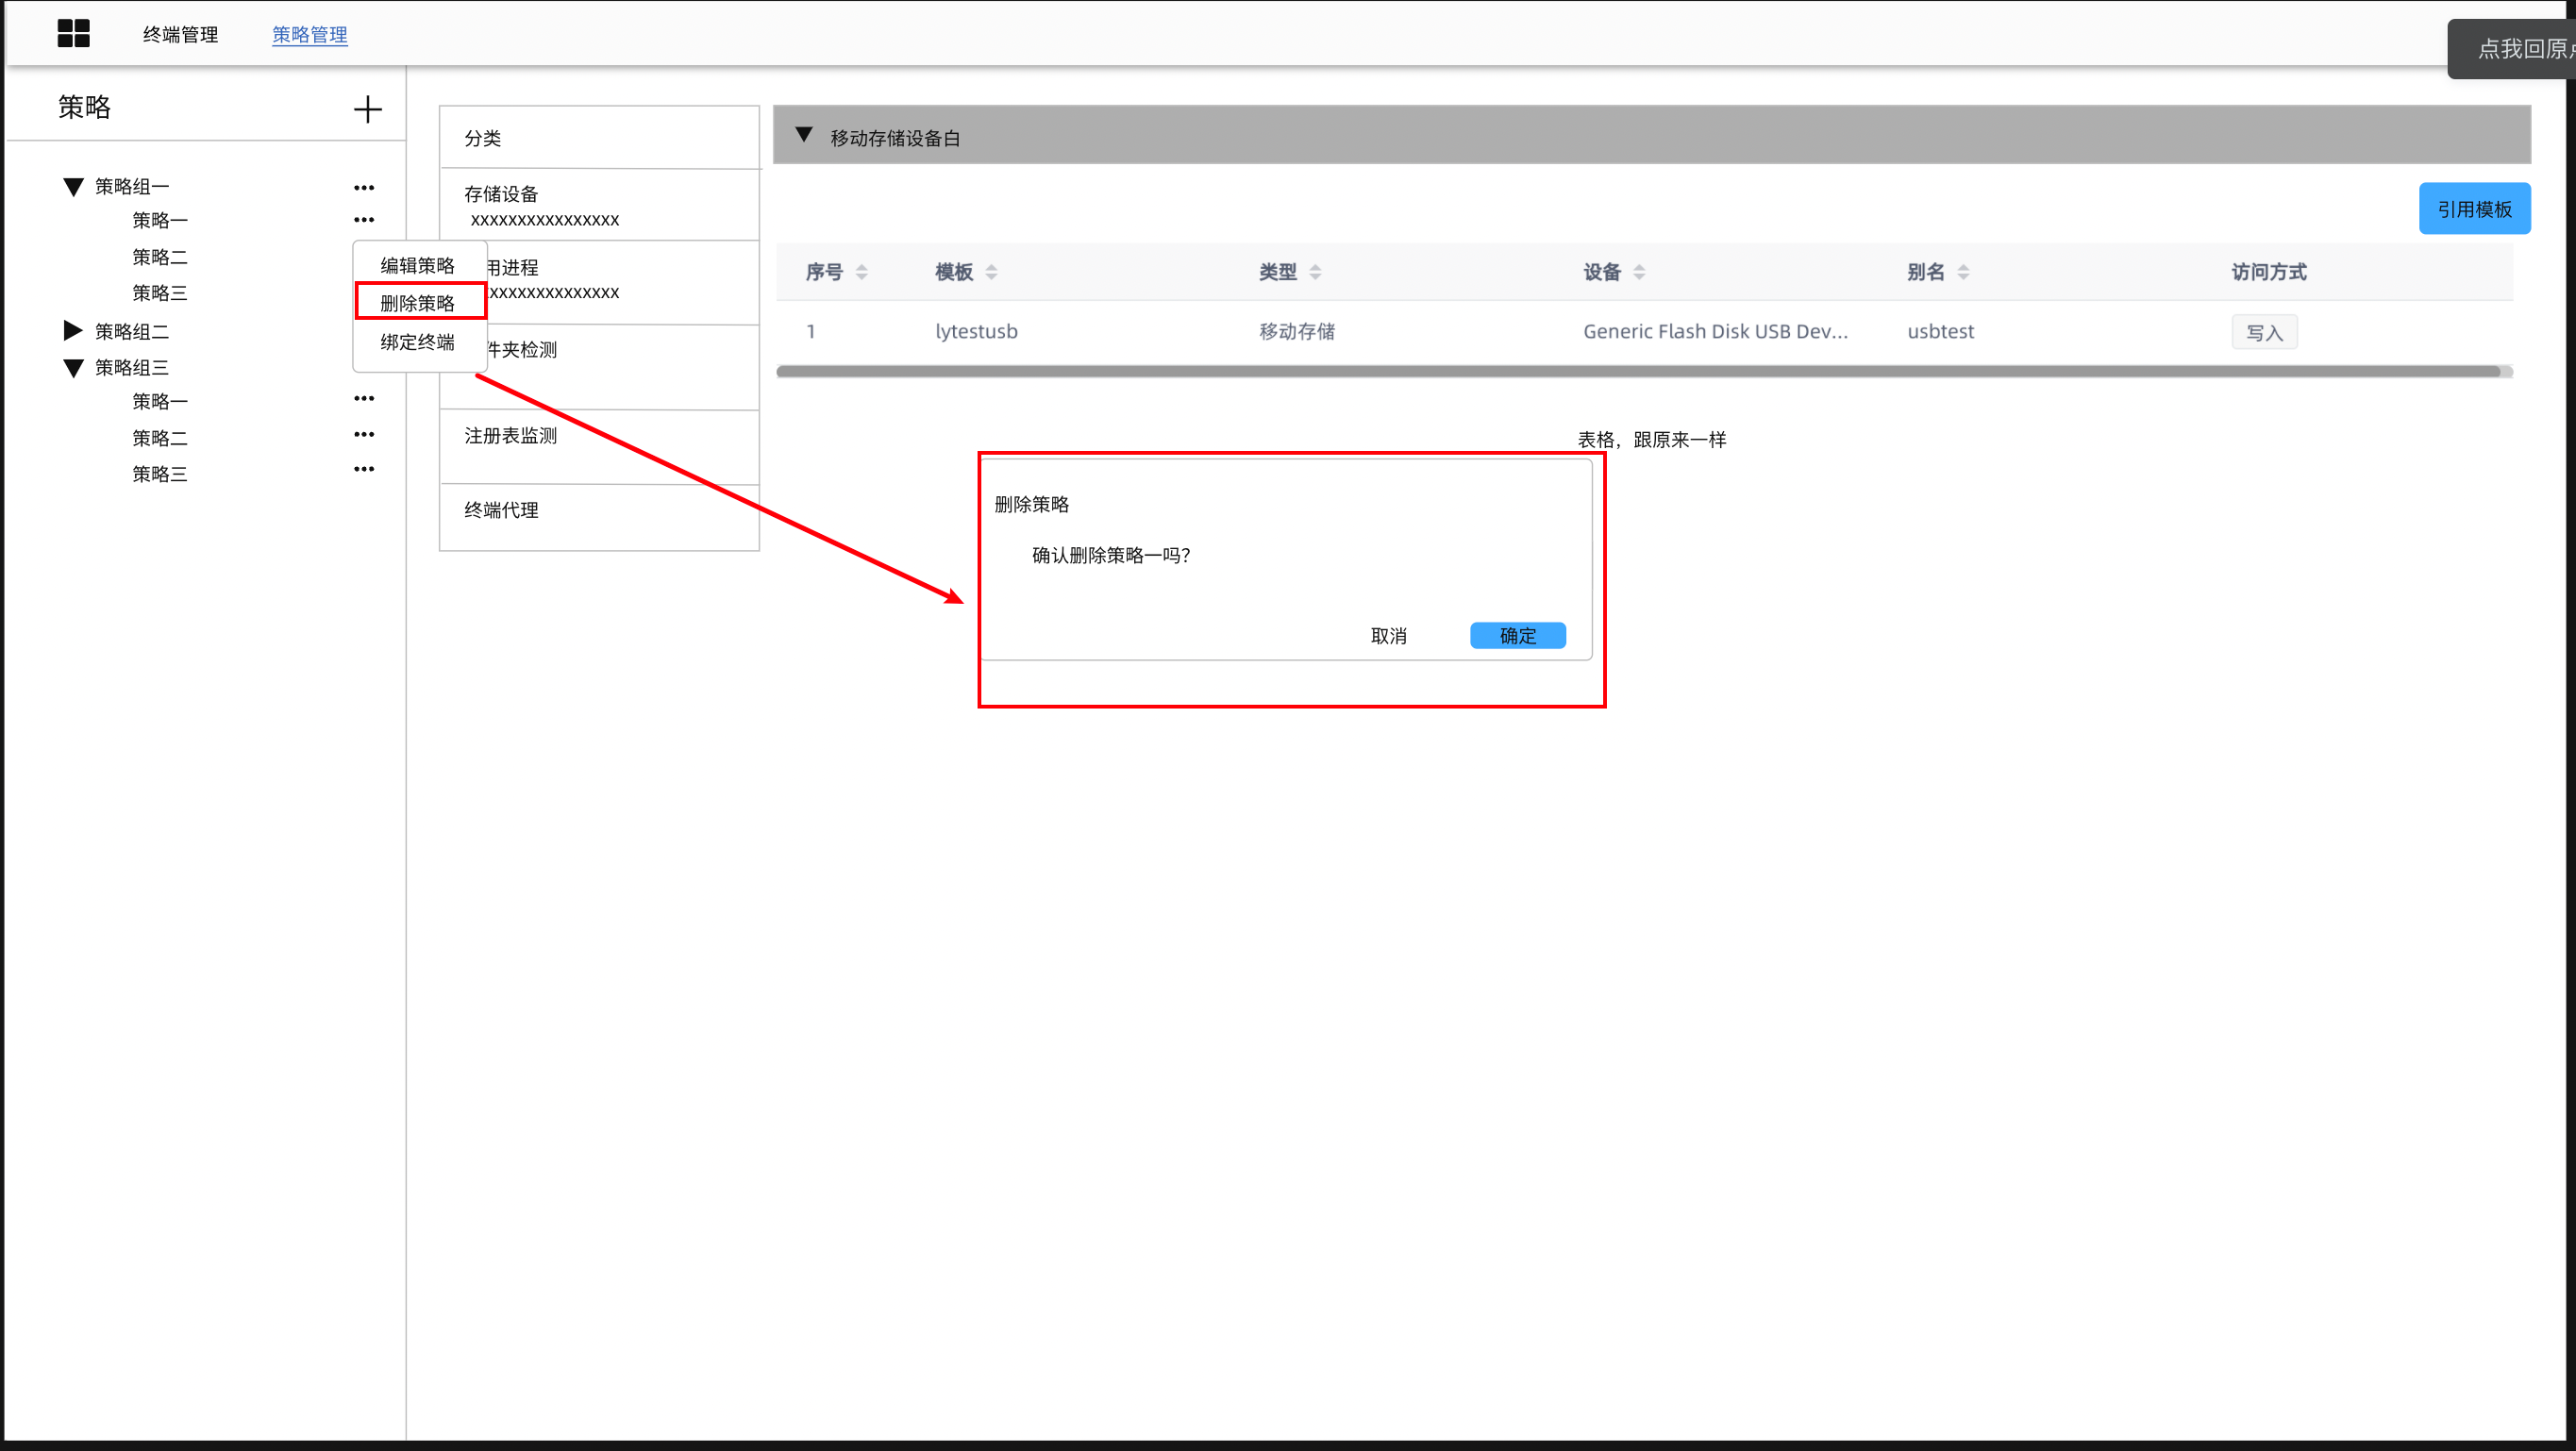 终端管理
策略管理
点我回原
策略
策略组一
策略一
策略二
策略三
策略组二
策略组三
策略一
策略二
策略三
编辑策略
删除策略
绑定终端
分类
存储设备
xxxxxxxxxxxxxxxx
用进程
xxxxxxxxxxxxxx
件夹检测
注册表监测
终端代理
移动存储设备白
引用模板
序号 模板 类型 设备 别名 访问方式
1 lytestusb 移动存储 Generic Flash Disk USB Dev... usbtest 写入
表格，跟原来一样
删除策略
确认删除策略一吗？
取消 确定